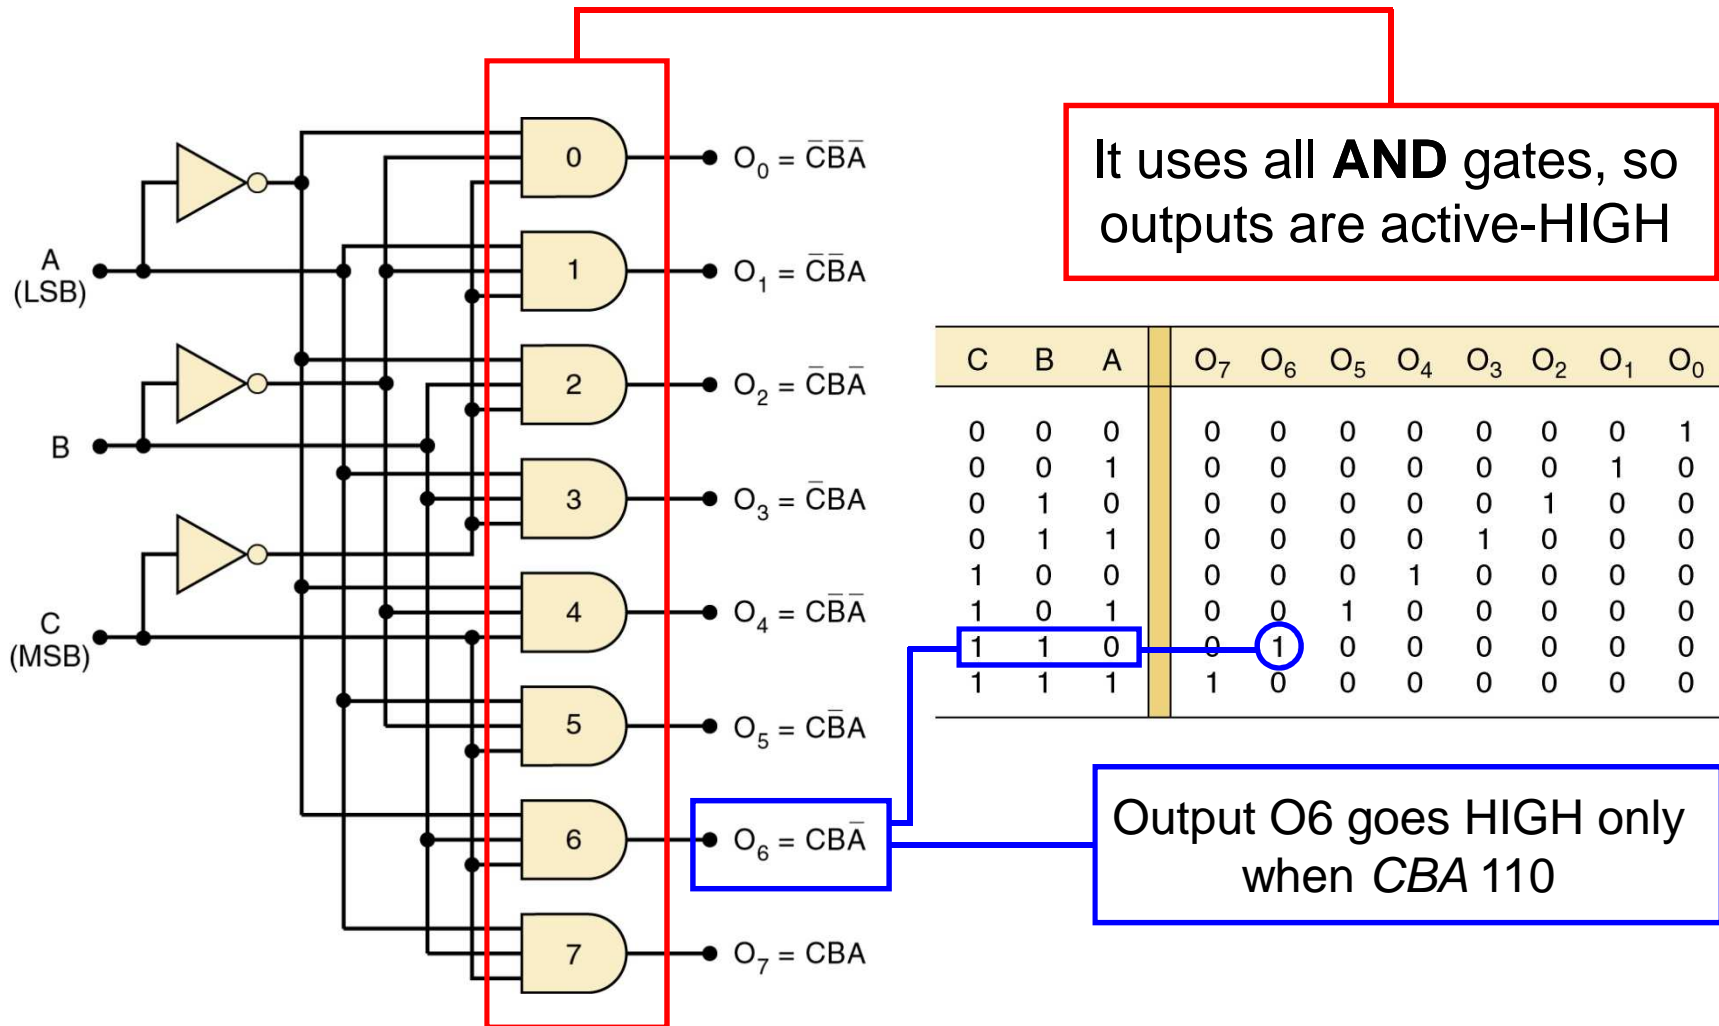 It uses all AND gates, so
outputs are active-HIGH
A
(LSB)
B
C
(MSB)
0
1
2
3
4
5
6
7
O₀ = C̅B̅A̅
O₁ = C̅B̅A
O₂ = C̅BA̅
O₃ = C̅BA
O₄ = CB̅A̅
O₅ = CB̅A
O₆ = CBA̅
O₇ = CBA
C B A O₇ O₆ O₅ O₄ O₃ O₂ O₁ O₀
0 0 0 0 0 0 0 0 0 0 1
0 0 1 0 0 0 0 0 0 1 0
0 1 0 0 0 0 0 0 1 0 0
0 1 1 0 0 0 0 1 0 0 0
1 0 0 0 0 0 1 0 0 0 0
1 0 1 0 0 1 0 0 0 0 0
1 1 0 0 1 0 0 0 0 0 0
1 1 1 1 0 0 0 0 0 0 0
Output O6 goes HIGH only
when CBA 110